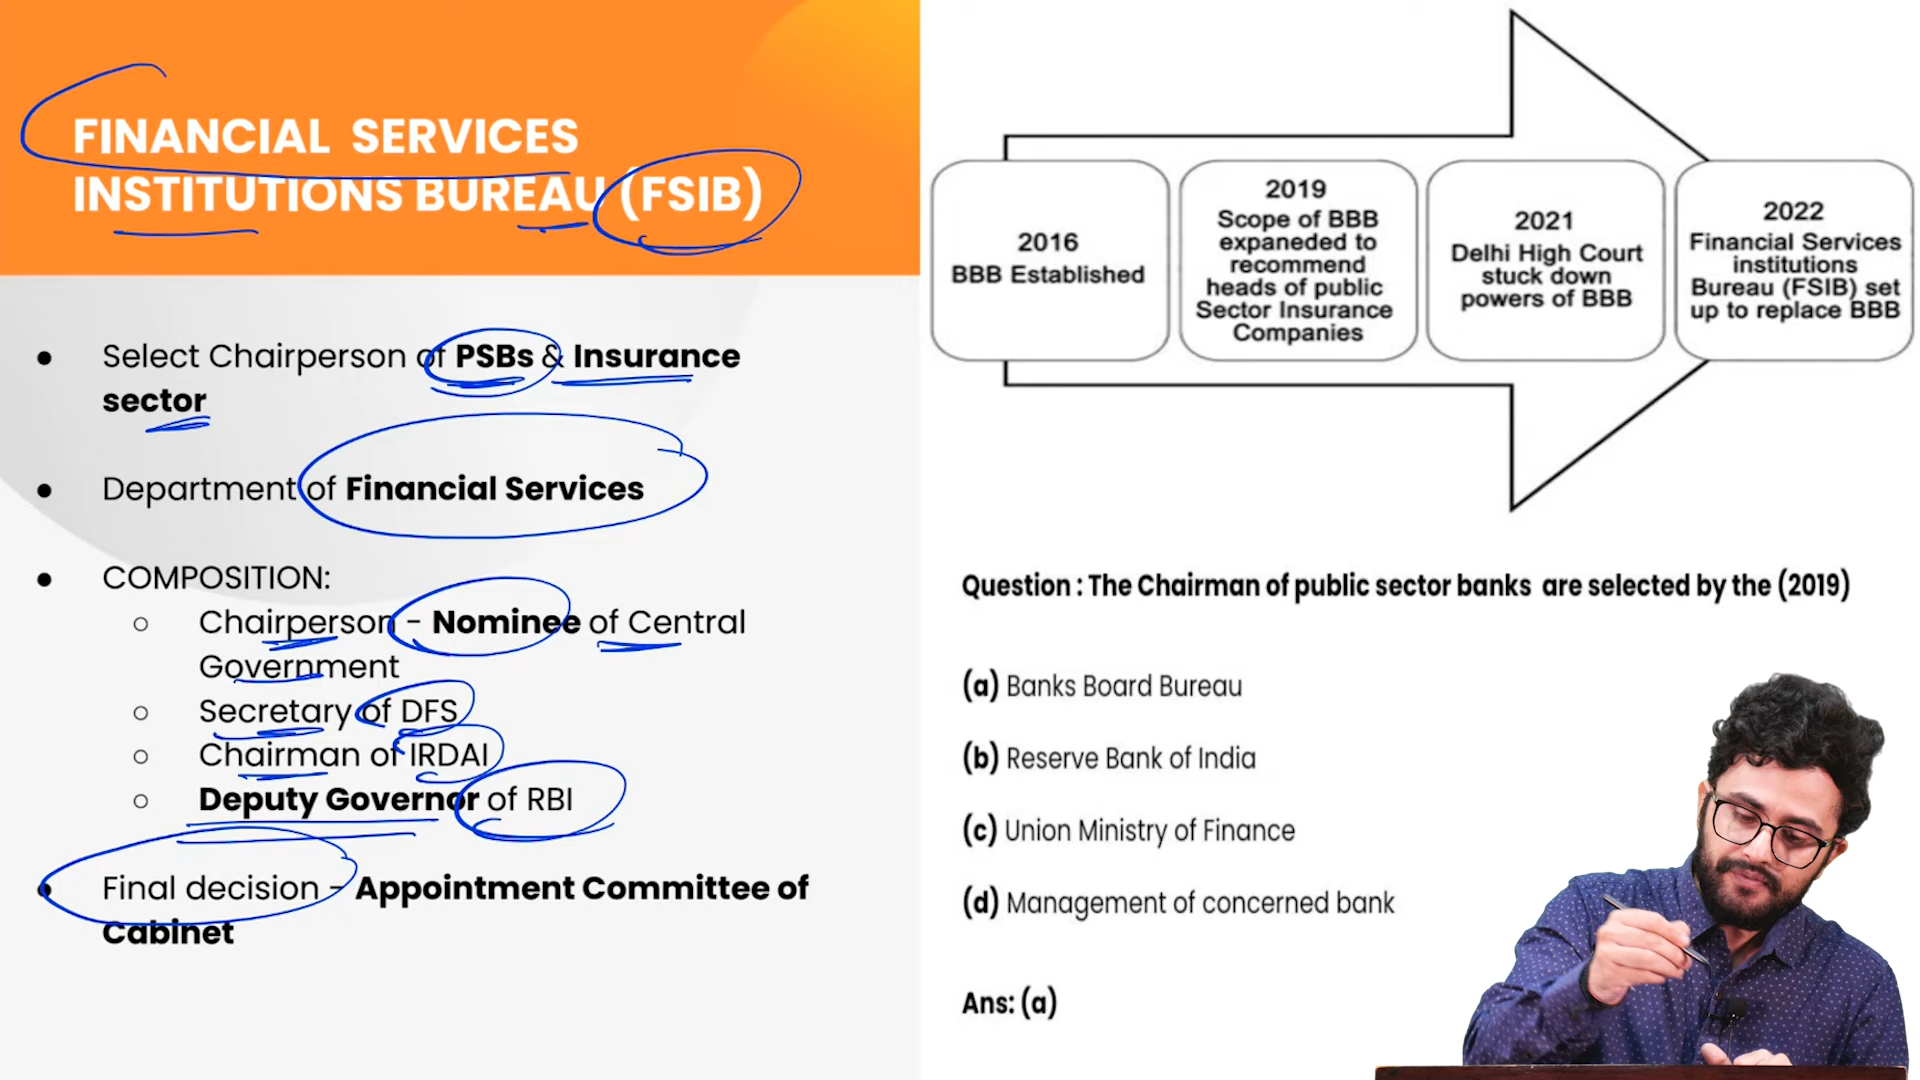 FINANCIAL SERVICES
INSTITUTIONS BUREAU (FSIB)
● Select Chairperson of PSBs & Insurance
sector
● Department of Financial Services
● COMPOSITION:
○ Chairperson - Nominee of Central
Government
○ Secretary of DFS
○ Chairman of IRDAI
○ Deputy Governor of RBI
● Final decision - Appointment Committee of
Cabinet
2016
BBB Established
2019
Scope of BBB
expaneded to
recommend
heads of public
Sector Insurance
Companies
2021
Delhi High Court
stuck down
powers of BBB
2022
Financial Services
institutions
Bureau (FSIB) set
up to replace BBB
Question : The Chairman of public sector banks are selected by the (2019)
(a) Banks Board Bureau
(b) Reserve Bank of India
(c) Union Ministry of Finance
(d) Management of concerned bank
Ans: (a)